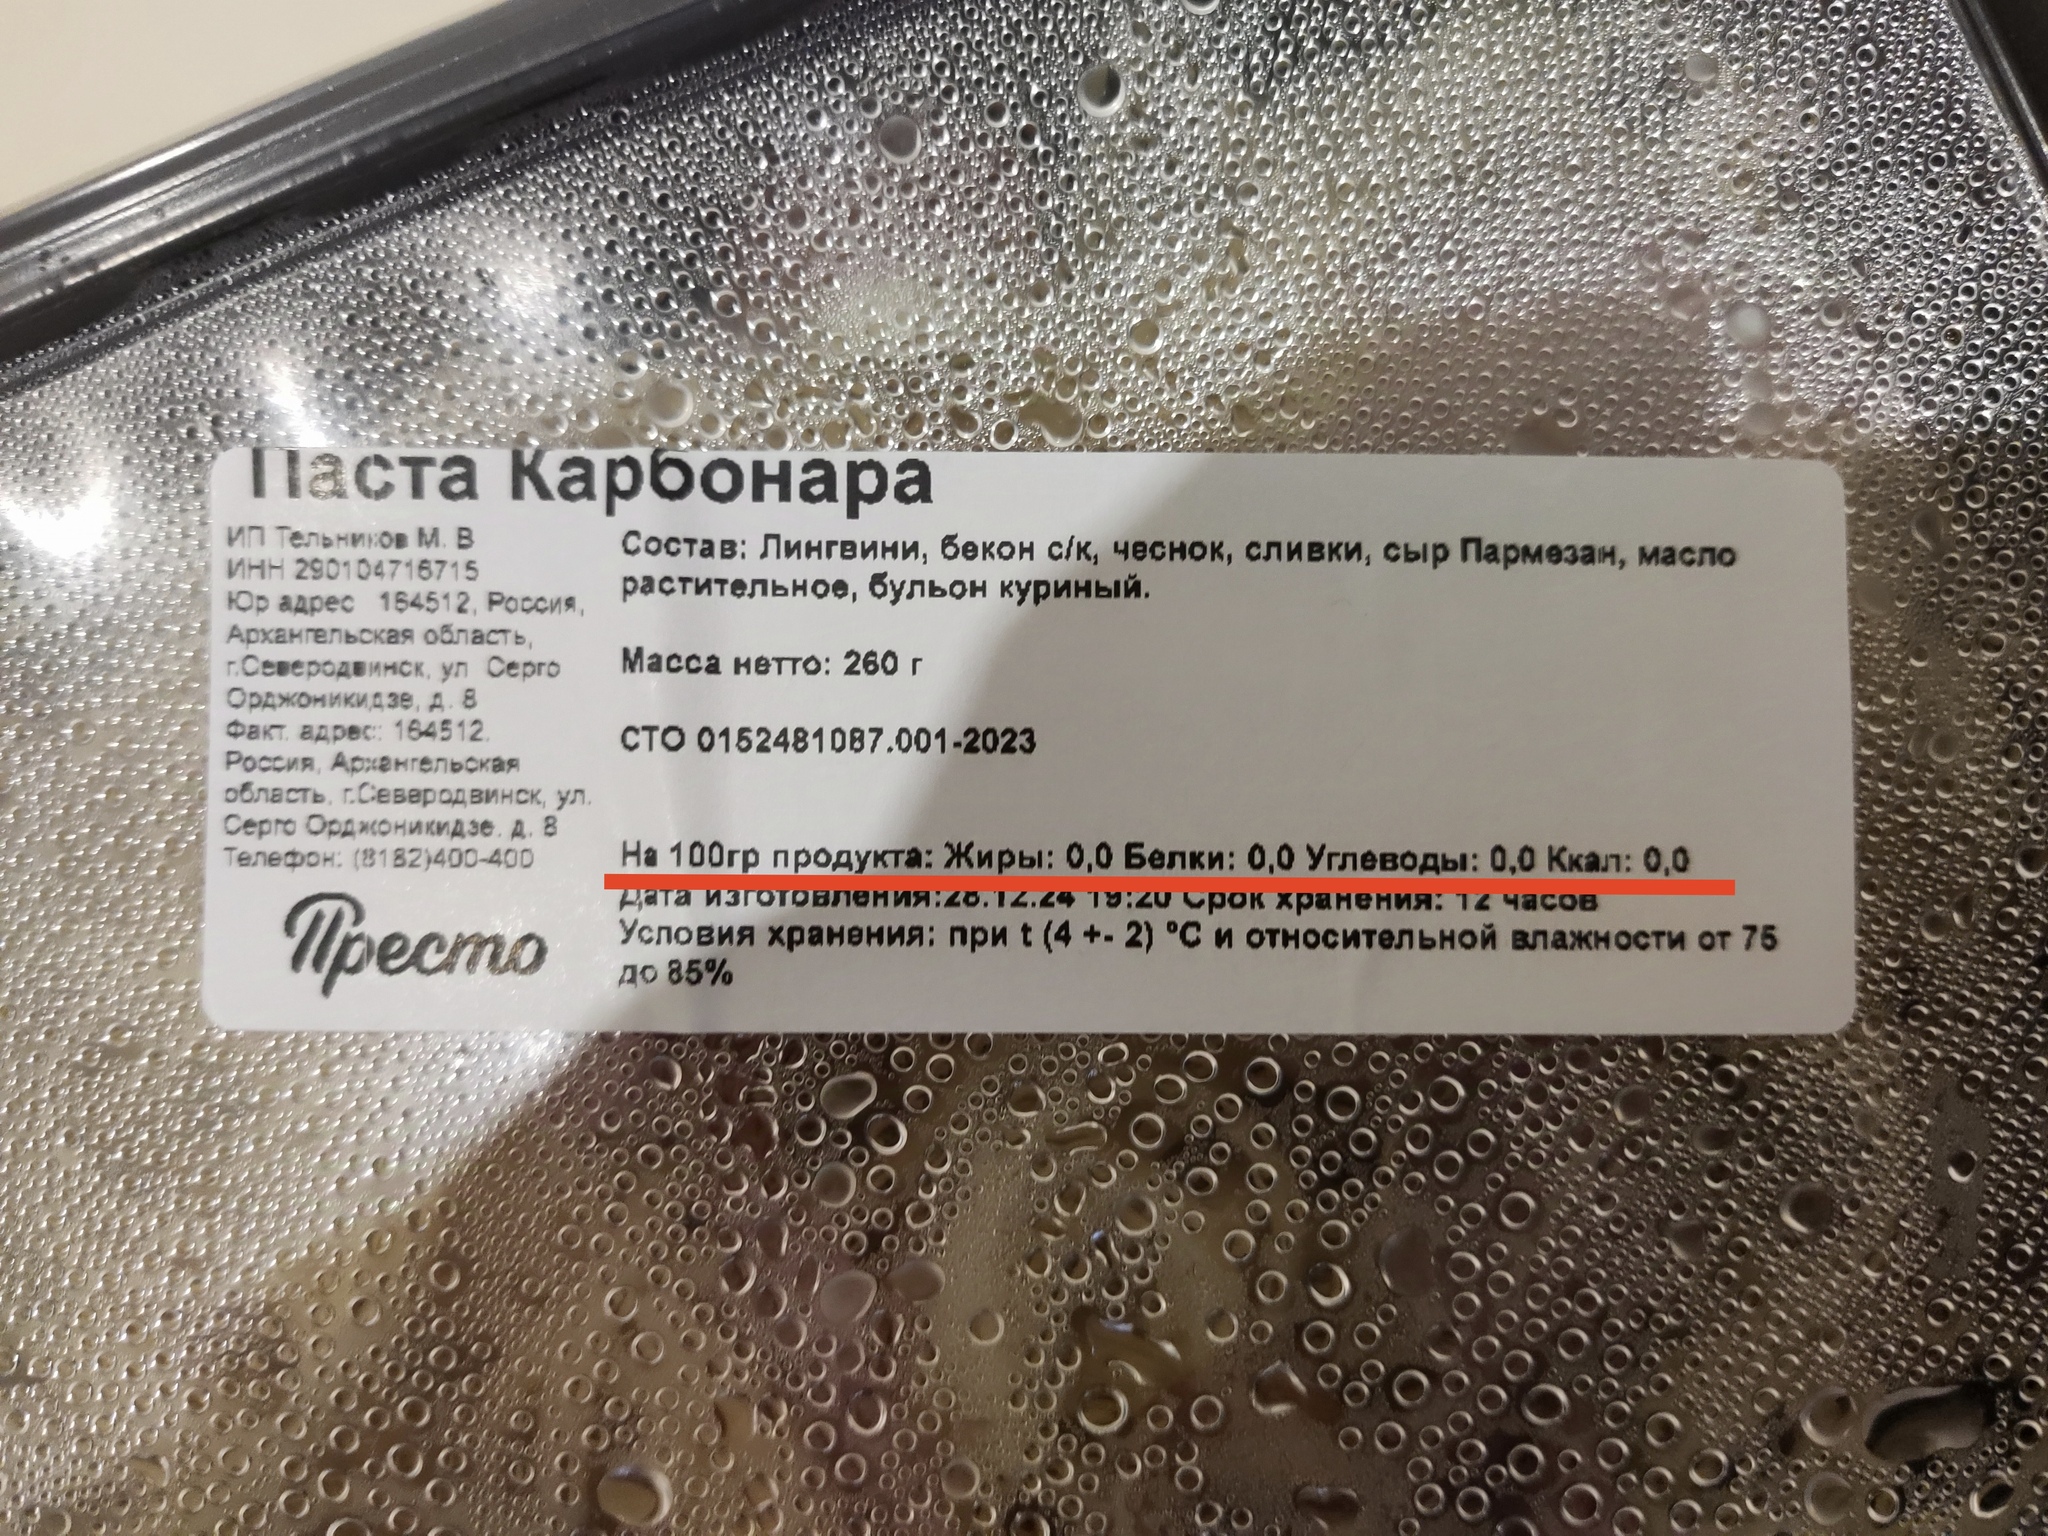 Паста Карбонара
ИП Тельников М. В
ИНН 290104716715
Юр адрес 164512, Россия,
Архангельская область,
г.Северодвинск, ул Серго
Орджоникидзе, д. 8
Факт. адрес: 164512.
Россия, Архангельская
область, г.Северодвинск, ул.
Серго Орджоникидзе. д. 8
Телефон: (8182)400-400
Престо
Состав: Лингвини, бекон с/к, чеснок, сливки, сыр Пармезан, масло
растительное, бульон куриный.
Масса нетто: 260 г
СТО 0152481087.001-2023
На 100гр продукта: Жиры: 0,0 Белки: 0,0 Углеводы: 0,0 Ккал: 0,0
Дата изготовления:28.12.24 19:20 Срок хранения: 12 часов
Условия хранения: при t (4 +- 2) °C и относительной влажности от 75
до 85%